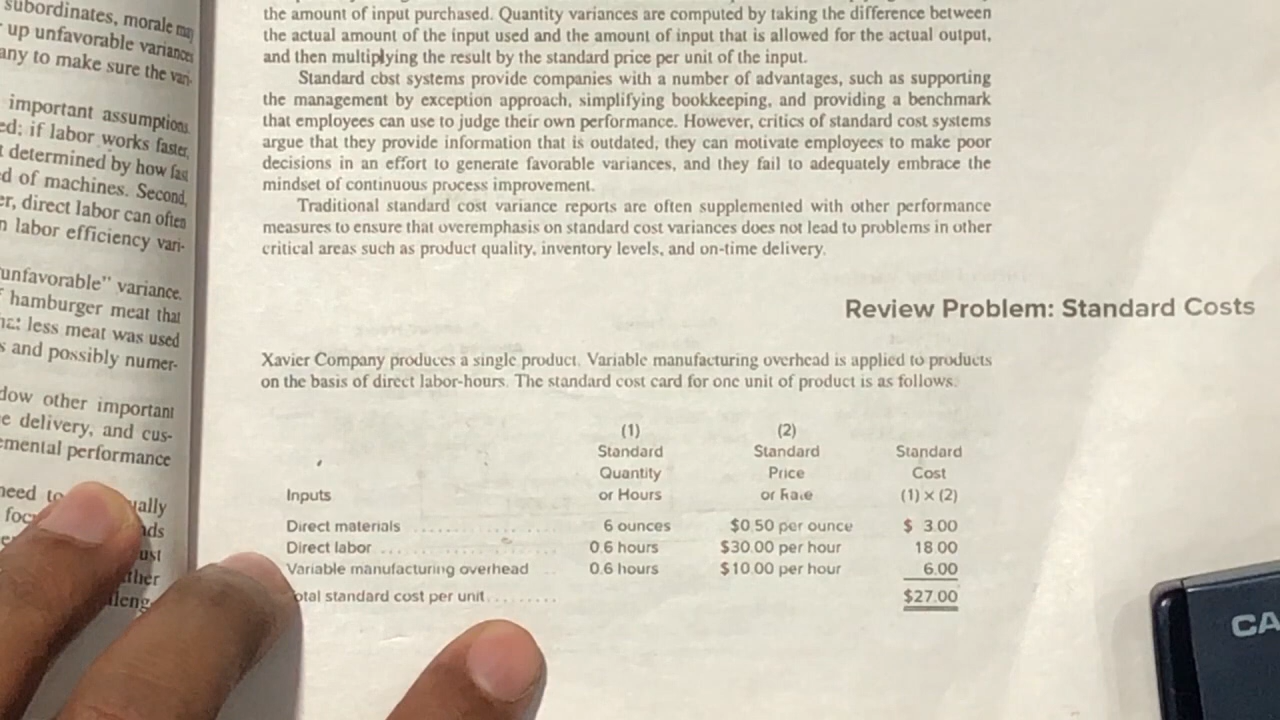 subordinates, morale may
up unfavorable variances
any to make sure the vari-
important assumptions.
ed; if labor works faster,
t determined by how fast
d of machines. Second,
er, direct labor can often
n labor efficiency vari-
"unfavorable" variance.
hamburger meat that
less meat was used
s and possibly numer-
dow other important
e delivery, and cus-
emental performance
need to ually
foc ds
ust
ther
leng-
the amount of input purchased. Quantity variances are computed by taking the difference between
the actual amount of the input used and the amount of input that is allowed for the actual output,
and then multiplying the result by the standard price per unit of the input.
Standard cost systems provide companies with a number of advantages, such as supporting
the management by exception approach, simplifying bookkeeping, and providing a benchmark
that employees can use to judge their own performance. However, critics of standard cost systems
argue that they provide information that is outdated, they can motivate employees to make poor
decisions in an effort to generate favorable variances, and they fail to adequately embrace the
mindset of continuous process improvement.
Traditional standard cost variance reports are often supplemented with other performance
measures to ensure that overemphasis on standard cost variances does not lead to problems in other
critical areas such as product quality, inventory levels, and on-time delivery.
Review Problem: Standard Costs
Xavier Company produces a single product. Variable manufacturing overhead is applied to products
on the basis of direct labor-hours. The standard cost card for one unit of product is as follows:
(1) (2)
Standard Standard Standard
Quantity Price Cost
Inputs or Hours or Rate (1) × (2)
Direct materials 6 ounces $0.50 per ounce $ 3.00
Direct labor 0.6 hours $30.00 per hour 18.00
Variable manufacturing overhead 0.6 hours $10.00 per hour 6.00
otal standard cost per unit $27.00
CA